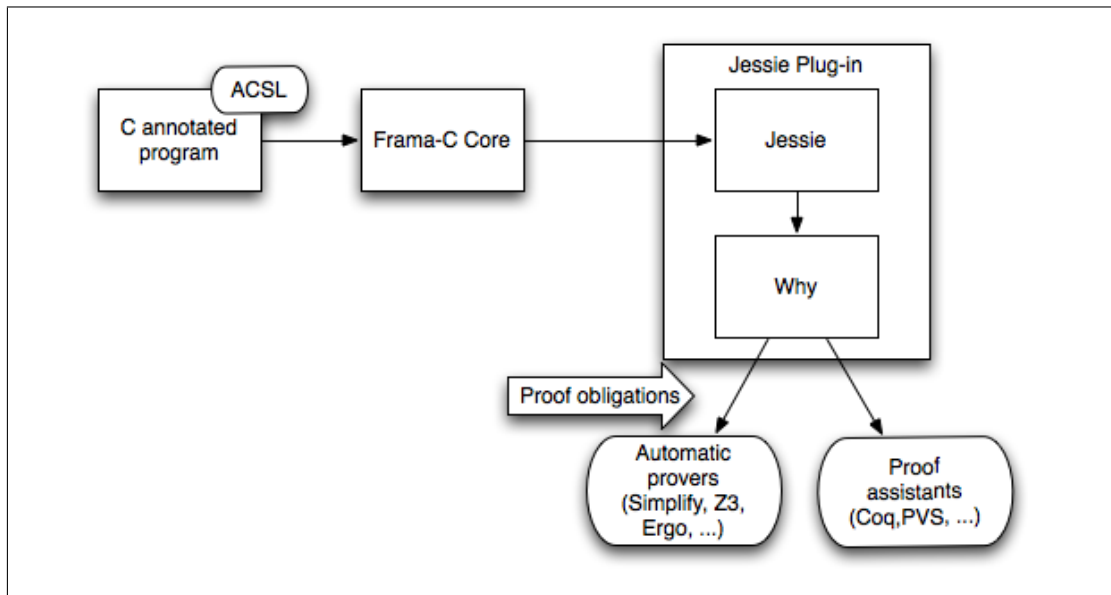 ACSL
C annotated
program
Frama-C Core
Jessie Plug-in
Jessie
Why
Proof obligations
Automatic
provers
(Simplify, Z3,
Ergo, ...)
Proof
assistants
(Coq,PVS, ...)